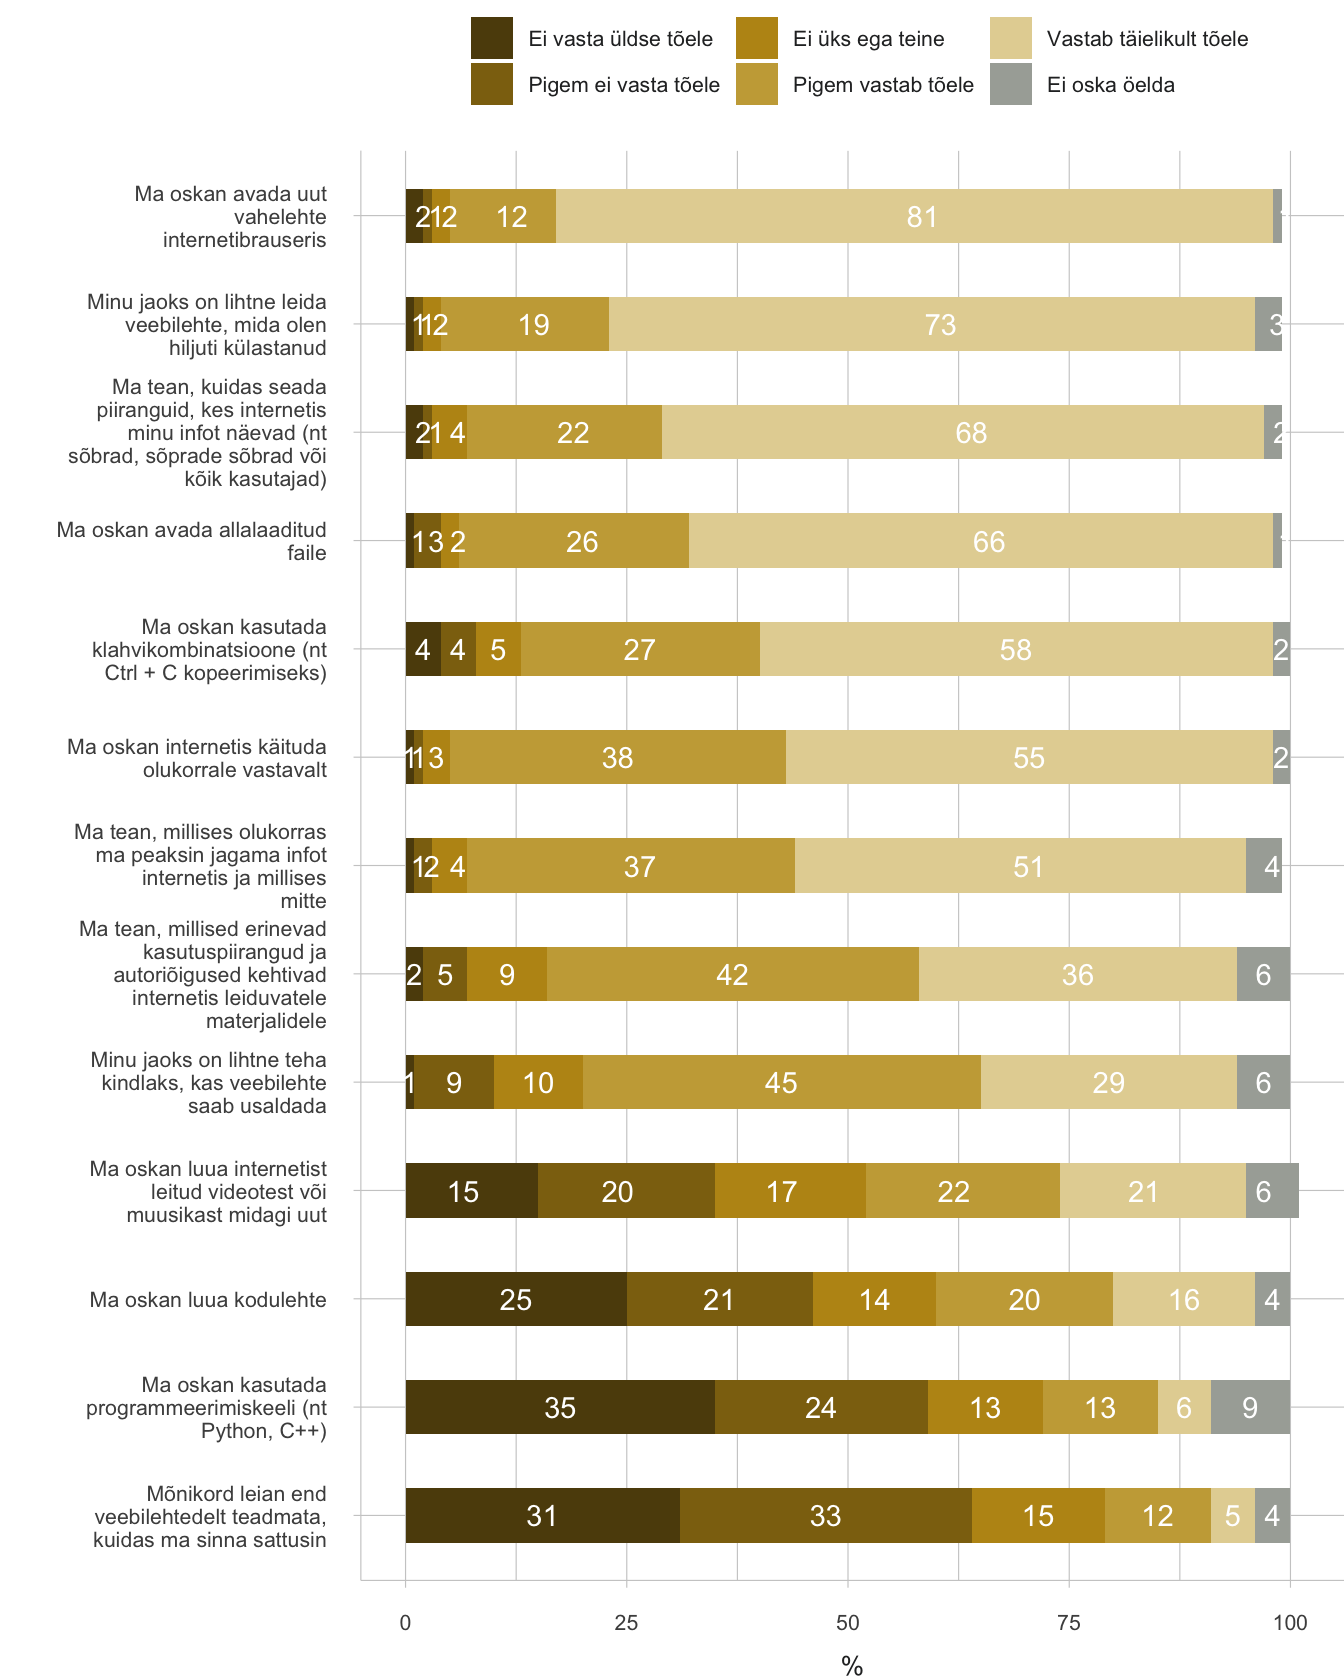 Ei vasta üldse tõele
Ei üks ega teine
Vastab täielikult tõele
Pigem ei vasta tõele
Pigem vastab tõele
Ei oska öelda
Ma oskan avada uut
vahelehte
internetibrauseris
2 1 2 12 81
Minu jaoks on lihtne leida
veebilehte, mida olen
hiljuti külastanud
1 1 2 19 73 3
Ma tean, kuidas seada
piiranguid, kes internetis
minu infot näevad (nt
sõbrad, sõprade sõbrad või
kõik kasutajad)
2 1 4 22 68 2
Ma oskan avada allalaaditud
faile
1 3 2 26 66
Ma oskan kasutada
klahvikombinatsioone (nt
Ctrl + C kopeerimiseks)
4 4 5 27 58 2
Ma oskan internetis käituda
olukorrale vastavalt
1 1 3 38 55 2
Ma tean, millises olukorras
ma peaksin jagama infot
internetis ja millises
mitte
1 2 4 37 51 4
Ma tean, millised erinevad
kasutuspiirangud ja
autoriõigused kehtivad
internetis leiduvatele
materjalidele
2 5 9 42 36 6
Minu jaoks on lihtne teha
kindlaks, kas veebilehte
saab usaldada
1 9 10 45 29 6
Ma oskan luua internetist
leitud videotest või
muusikast midagi uut
15 20 17 22 21 6
Ma oskan luua kodulehte
25 21 14 20 16 4
Ma oskan kasutada
programmeerimiskeeli (nt
Python, C++)
35 24 13 13 6 9
Mõnikord leian end
veebilehtedelt teadmata,
kuidas ma sinna sattusin
31 33 15 12 5 4
0 25 50 75 100
%